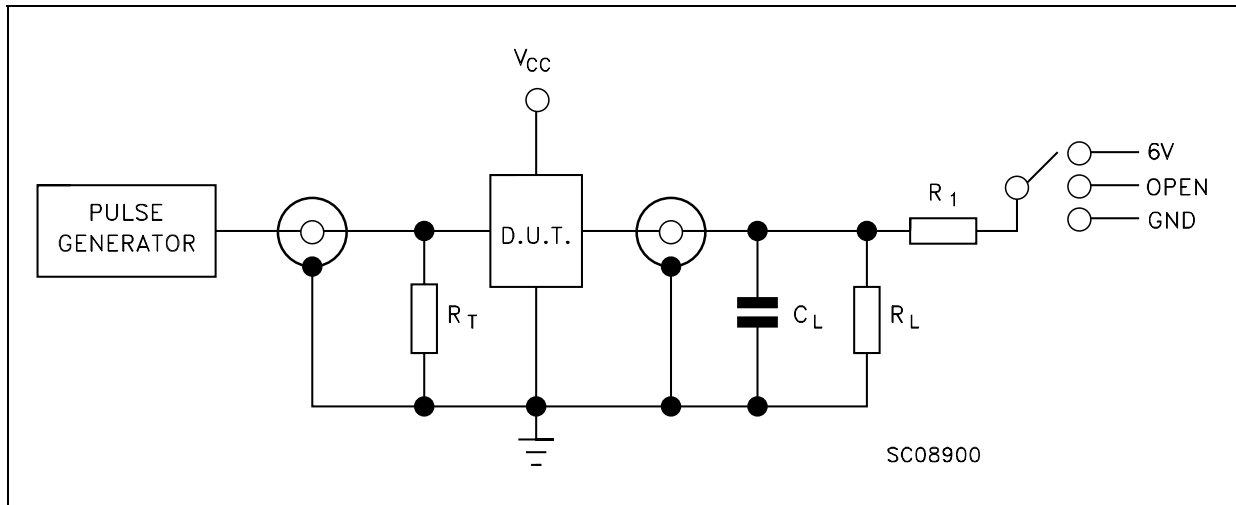 VCC
PULSE
GENERATOR
D.U.T.
RT
CL
RL
R1
6V
OPEN
GND
SC08900